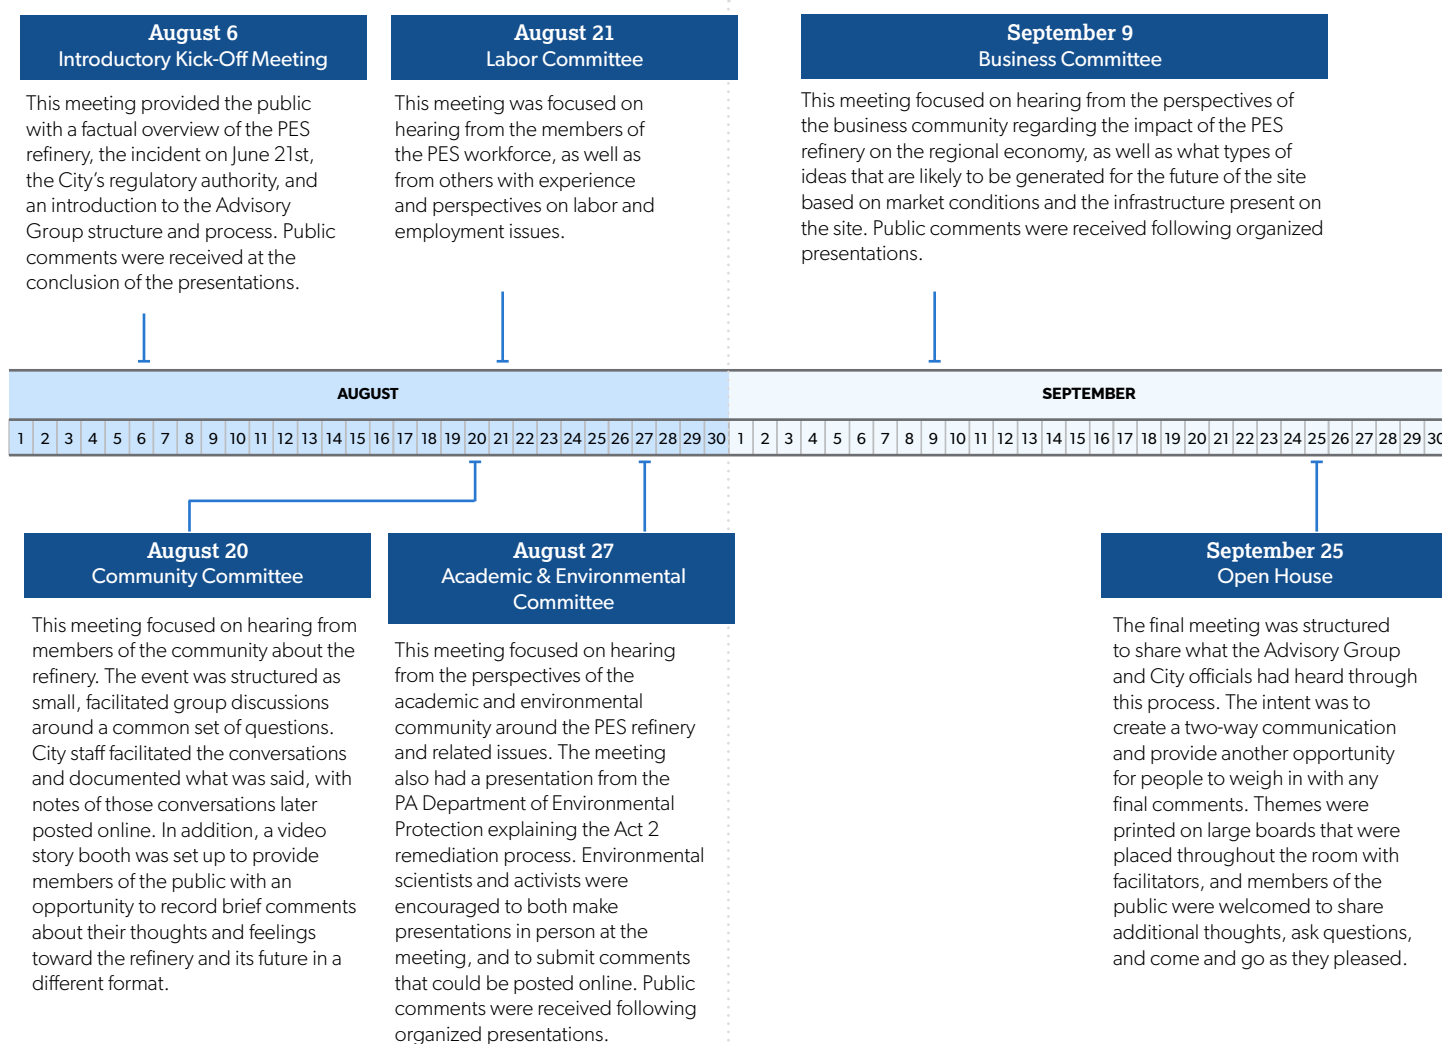 August 6
Introductory Kick-Off Meeting
This meeting provided the public
with a factual overview of the PES
refinery, the incident on June 21st,
the City’s regulatory authority, and
an introduction to the Advisory
Group structure and process. Public
comments were received at the
conclusion of the presentations.
August 21
Labor Committee
This meeting was focused on
hearing from the members of
the PES workforce, as well as
from others with experience
and perspectives on labor and
employment issues.
September 9
Business Committee
This meeting focused on hearing from the perspectives of
the business community regarding the impact of the PES
refinery on the regional economy, as well as what types of
ideas that are likely to be generated for the future of the site
based on market conditions and the infrastructure present on
the site. Public comments were received following organized
presentations.
AUGUST
SEPTEMBER
1 2 3 4 5 6 7 8 9 10 11 12 13 14 15 16 17 18 19 20 21 22 23 24 25 26 27 28 29 30 1 2 3 4 5 6 7 8 9 10 11 12 13 14 15 16 17 18 19 20 21 22 23 24 25 26 27 28 29 30
August 20
Community Committee
This meeting focused on hearing from
members of the community about the
refinery. The event was structured as
small, facilitated group discussions
around a common set of questions.
City staff facilitated the conversations
and documented what was said, with
notes of those conversations later
posted online. In addition, a video
story booth was set up to provide
members of the public with an
opportunity to record brief comments
about their thoughts and feelings
toward the refinery and its future in a
different format.
August 27
Academic & Environmental
Committee
This meeting focused on hearing
from the perspectives of the
academic and environmental
community around the PES refinery
and related issues. The meeting
also had a presentation from the
PA Department of Environmental
Protection explaining the Act 2
remediation process. Environmental
scientists and activists were
encouraged to both make
presentations in person at the
meeting, and to submit comments
that could be posted online. Public
comments were received following
organized presentations.
September 25
Open House
The final meeting was structured
to share what the Advisory Group
and City officials had heard through
this process. The intent was to
create a two-way communication
and provide another opportunity
for people to weigh in with any
final comments. Themes were
printed on large boards that were
placed throughout the room with
facilitators, and members of the
public were welcomed to share
additional thoughts, ask questions,
and come and go as they pleased.